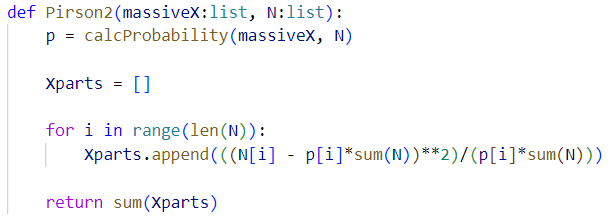 def Pirson2(massiveX:list, N:list):
    p = calcProbability(massiveX, N)
    Xparts = []
    for i in range(len(N)):
        Xparts.append(((N[i] - p[i]*sum(N))**2)/(p[i]*sum(N)))
    return sum(Xparts)